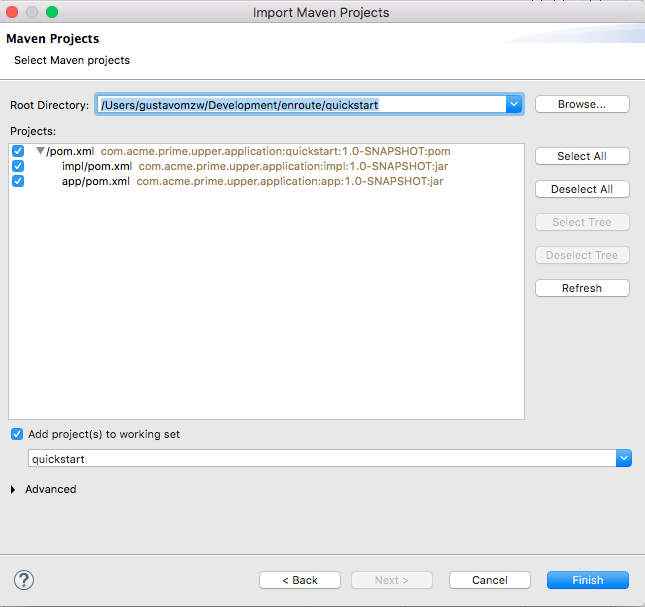 Import Maven Projects
Maven Projects
Select Maven projects
Root Directory: /Users/gustavomzw/Development/enroute/quickstart Browse...
Projects:
/pom.xml com.acme.prime.upper.application:quickstart:1.0-SNAPSHOT:pom
impl/pom.xml com.acme.prime.upper.application:impl:1.0-SNAPSHOT:jar
app/pom.xml com.acme.prime.upper.application:app:1.0-SNAPSHOT:jar
Select All
Deselect All
Select Tree
Deselect Tree
Refresh
Add project(s) to working set
quickstart
Advanced
? < Back Next > Cancel Finish